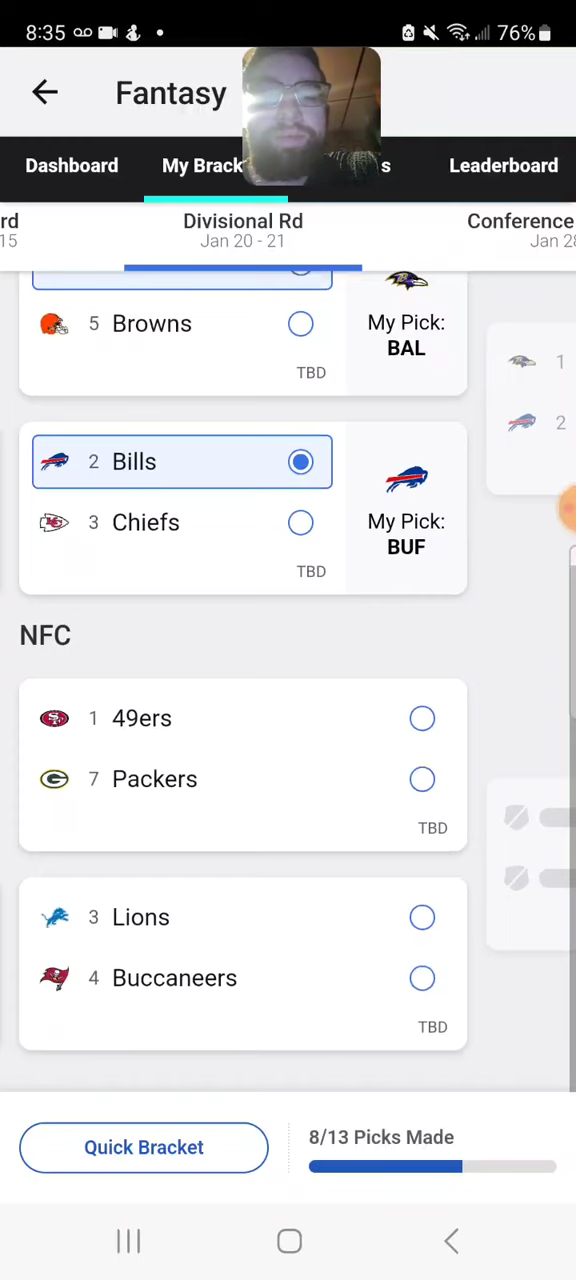 8:35 76%
Fantasy
Dashboard My Brack s Leaderboard
rd Divisional Rd Conference
15 Jan 20 - 21 Jan 28
5 Browns
My Pick:
BAL
TBD
1
2
2 Bills
3 Chiefs
My Pick:
BUF
TBD
NFC
1 49ers
7 Packers
TBD
3 Lions
4 Buccaneers
TBD
Quick Bracket
8/13 Picks Made